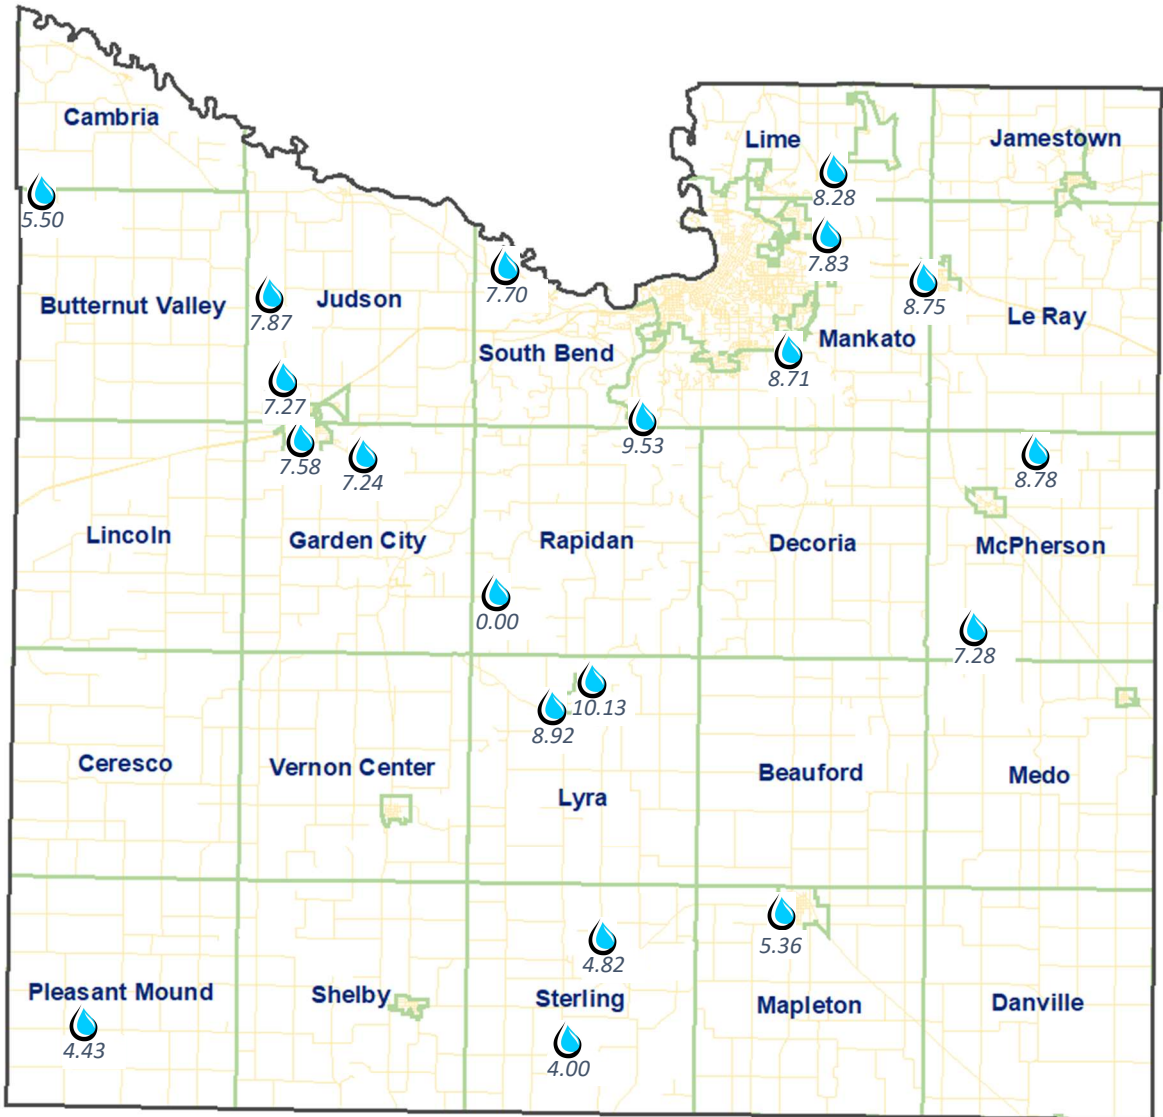 Cambria
Lime
Jamestown
8.28
5.50
7.83
7.70
8.75
Butternut Valley
Judson
7.87
Le Ray
South Bend
Mankato
8.71
7.27
9.53
7.58
7.24
8.78
Lincoln
Garden City
Rapidan
Decoria
McPherson
0.00
7.28
10.13
8.92
Ceresco
Vernon Center
Beauford
Medo
Lyra
5.36
4.82
Pleasant Mound
Shelby
Sterling
Mapleton
Danville
4.43
4.00